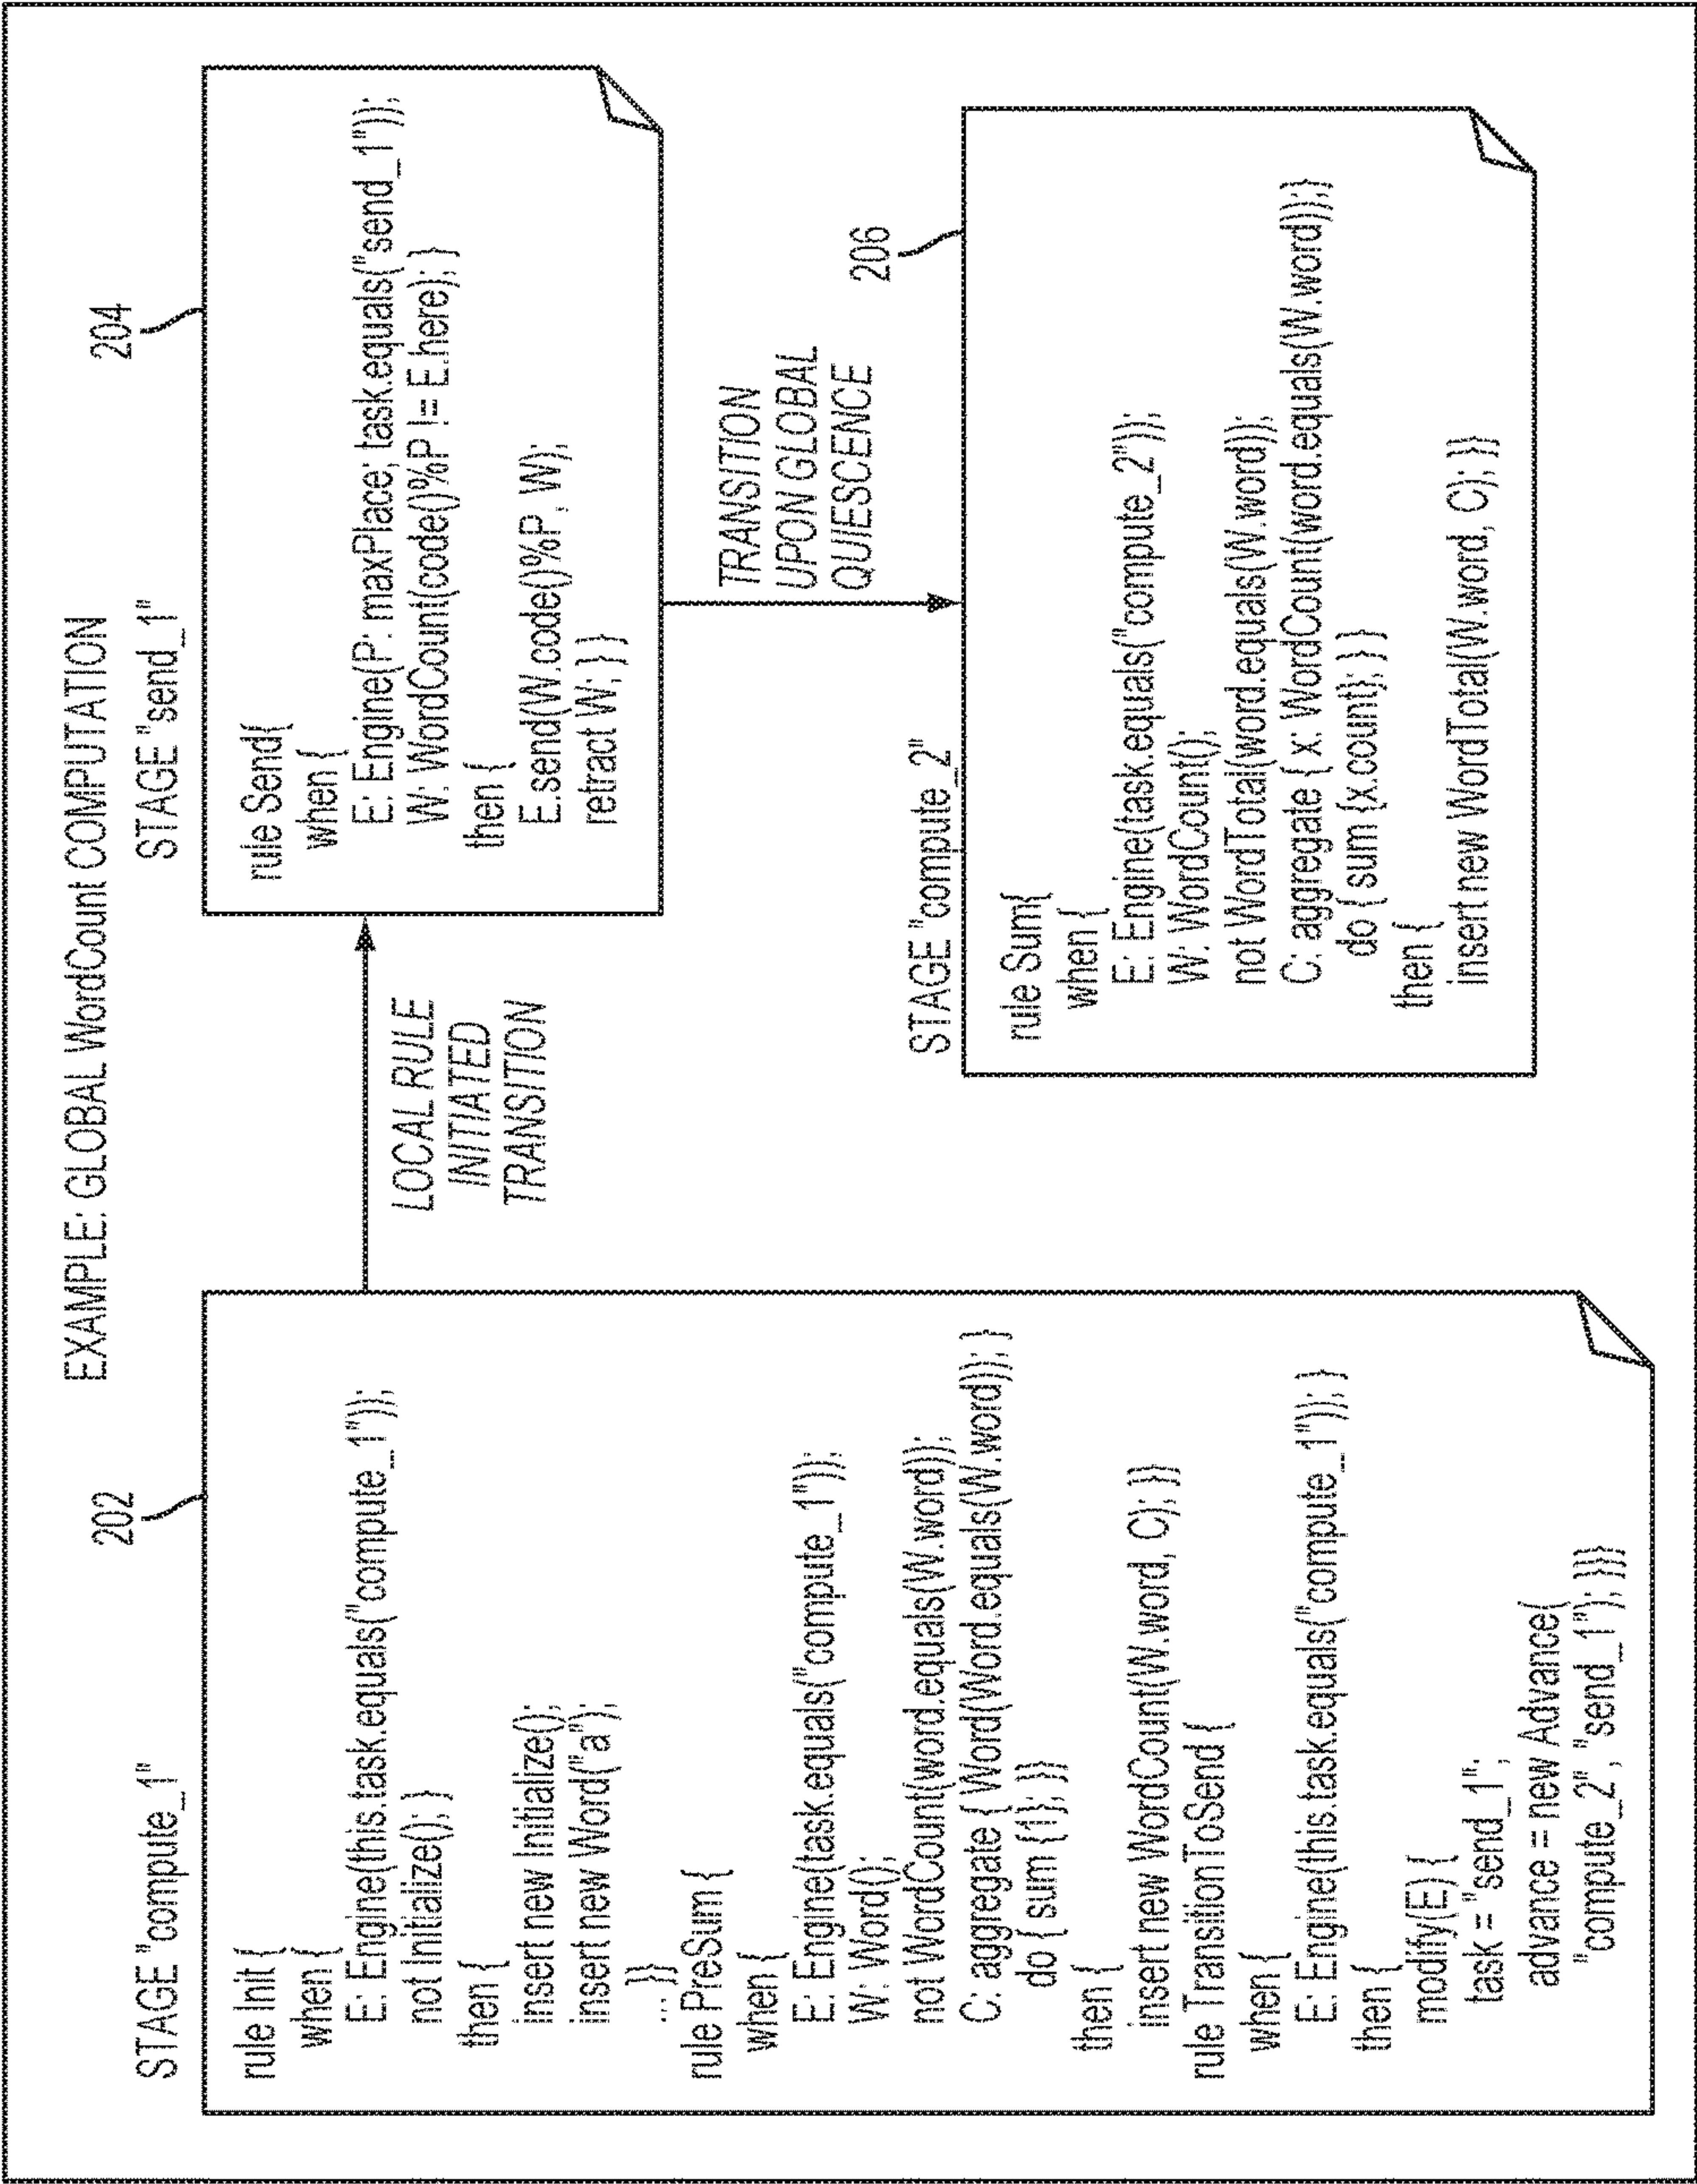 EXAMPLE: GLOBAL WordCount COMPUTATION
STAGE "compute_1"
202
rule Init {
when {
E: Engine(this.task.equals("compute_1"));
not Initialize(); }
then {
insert new Initialize();
insert new Word("a");
... }}
rule PreSum {
when {
E: Engine(task.equals("compute_1"));
W: Word();
not WordCount(word.equals(W.word));
C: aggregate { Word(Word.equals(W.word)); }
do { sum {1}; }}
then {
insert new WordCount(W.word, C); }}
rule TransitionToSend {
when {
E: Engine(this.task.equals("compute_1")); }
then {
modify(E) {
task = "send_1";
advance = new Advance(
"compute_2", "send_1"); }}}
LOCAL RULE
INITIATED
TRANSITION
STAGE "send_1"
204
rule Send{
when {
E: Engine(P: maxPlace; task.equals("send_1"));
W: WordCount(code()%P != E.here); }
then {
E.send(W.code()%P, W);
retract W; } }
TRANSITION
UPON GLOBAL
QUIESCENCE
STAGE "compute_2"
206
rule Sum{
when {
E: Engine(task.equals("compute_2"));
W: WordCount();
not WordTotal(word.equals(W.word));
C: aggregate { x: WordCount(word.equals(W.word));}
do { sum {x.count}; } }
then {
insert new WordTotal(W.word, C); }}